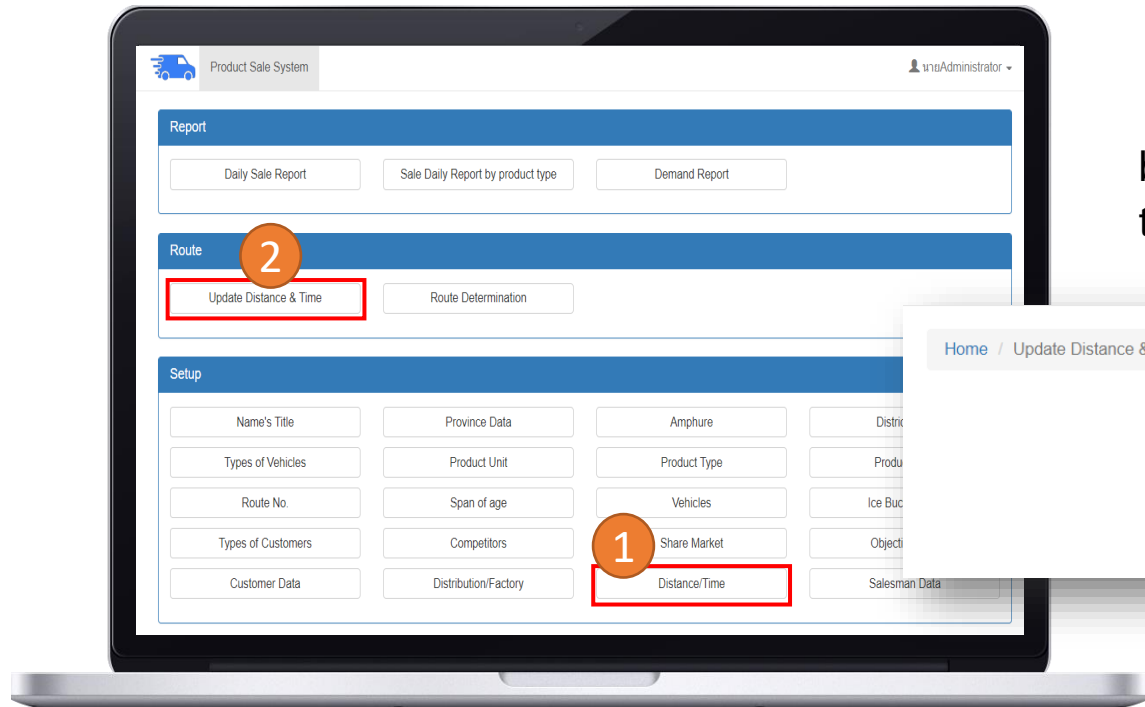 Product Sale System
นายAdministrator
Report
Daily Sale Report
Sale Daily Report by product type
Demand Report
Route
2
Update Distance & Time
Route Determination
Home / Update Distance &
Setup
Name's Title
Province Data
Amphure
Types of Vehicles
Product Unit
Product Type
Route No.
Span of age
Vehicles
Types of Customers
Competitors
1
Share Market
Customer Data
Distribution/Factory
Distance/Time
Salesman Data